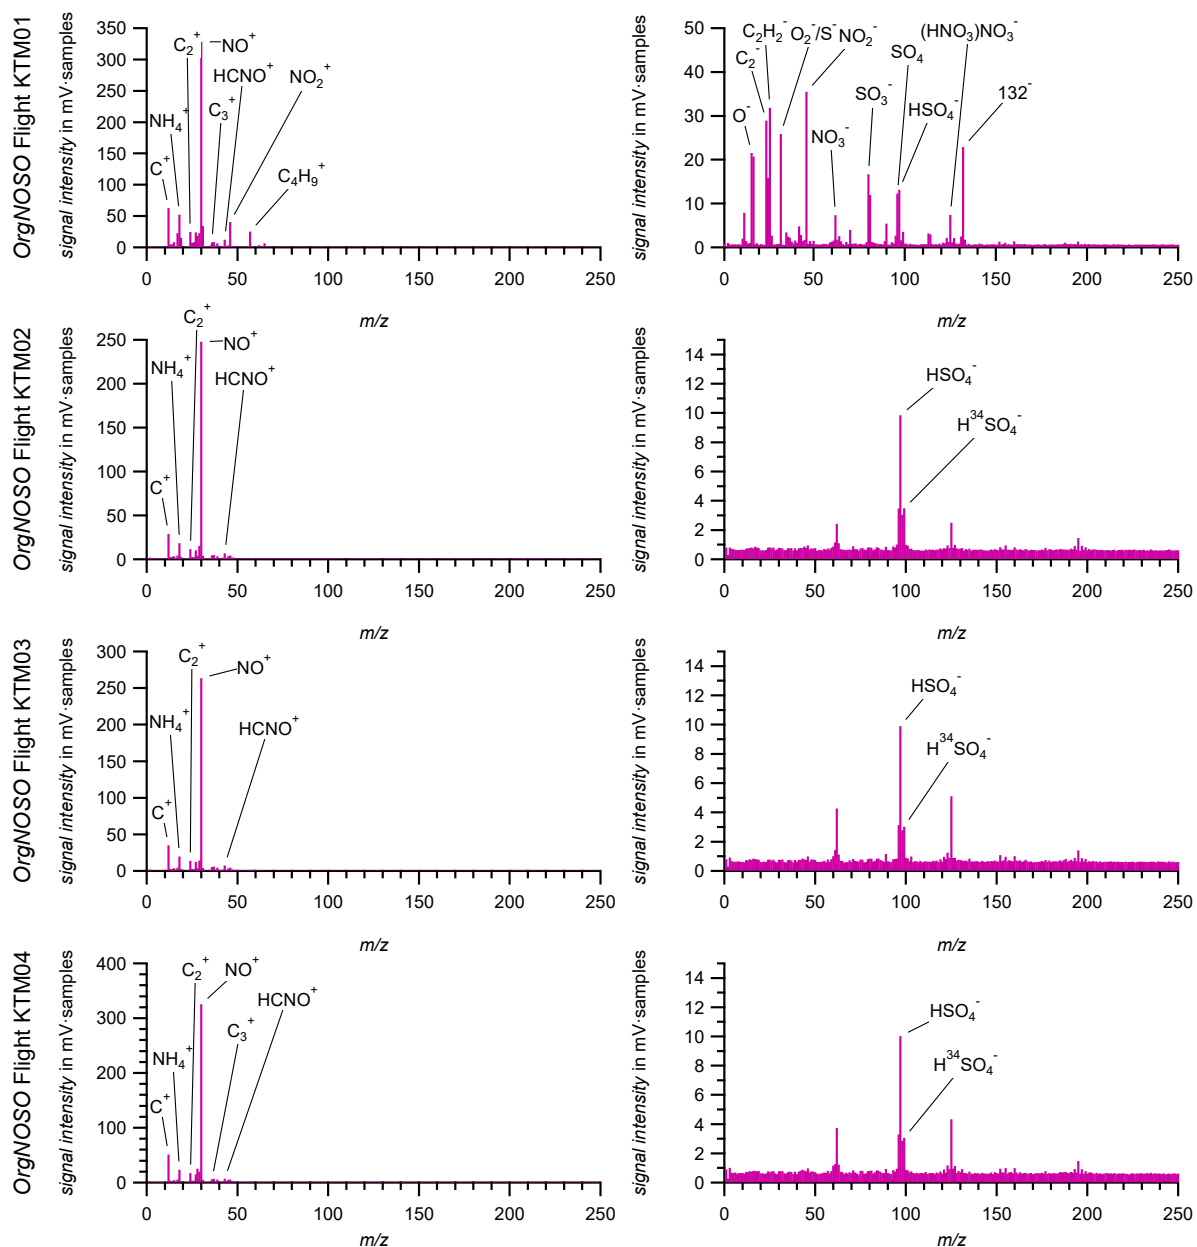 OrgNOSO Flight KTM01
signal intensity in mV·samples
350
300
250
200
150
100
50
0
C₂⁺
NO⁺
HCNO⁺
NO₂⁺
NH₄⁺
C₃⁺
C⁺
C₄H₉⁺
0 50 100 150 200 250
m/z
signal intensity in mV·samples
50
40
30
20
10
0
C₂H₂⁻ O₂⁻/S⁻ NO₂⁻ (HNO₃)NO₃⁻
C₂⁻
SO₄
O⁻
SO₃⁻
HSO₄⁻
132⁻
NO₃⁻
0 50 100 150 200 250
m/z
OrgNOSO Flight KTM02
signal intensity in mV·samples
250
200
150
100
50
0
C₂⁺
NO⁺
NH₄⁺
HCNO⁺
C⁺
0 50 100 150 200 250
m/z
signal intensity in mV·samples
14
12
10
8
6
4
2
0
HSO₄⁻
H³⁴SO₄⁻
0 50 100 150 200 250
m/z
OrgNOSO Flight KTM03
signal intensity in mV·samples
300
250
200
150
100
50
0
C₂⁺
NO⁺
NH₄⁺
HCNO⁺
C⁺
0 50 100 150 200 250
m/z
signal intensity in mV·samples
14
12
10
8
6
4
2
0
HSO₄⁻
H³⁴SO₄⁻
0 50 100 150 200 250
m/z
OrgNOSO Flight KTM04
signal intensity in mV·samples
400
300
200
100
0
C₂⁺
NO⁺
HCNO⁺
C₃⁺
NH₄⁺
C⁺
0 50 100 150 200 250
m/z
signal intensity in mV·samples
14
12
10
8
6
4
2
0
HSO₄⁻
H³⁴SO₄⁻
0 50 100 150 200 250
m/z